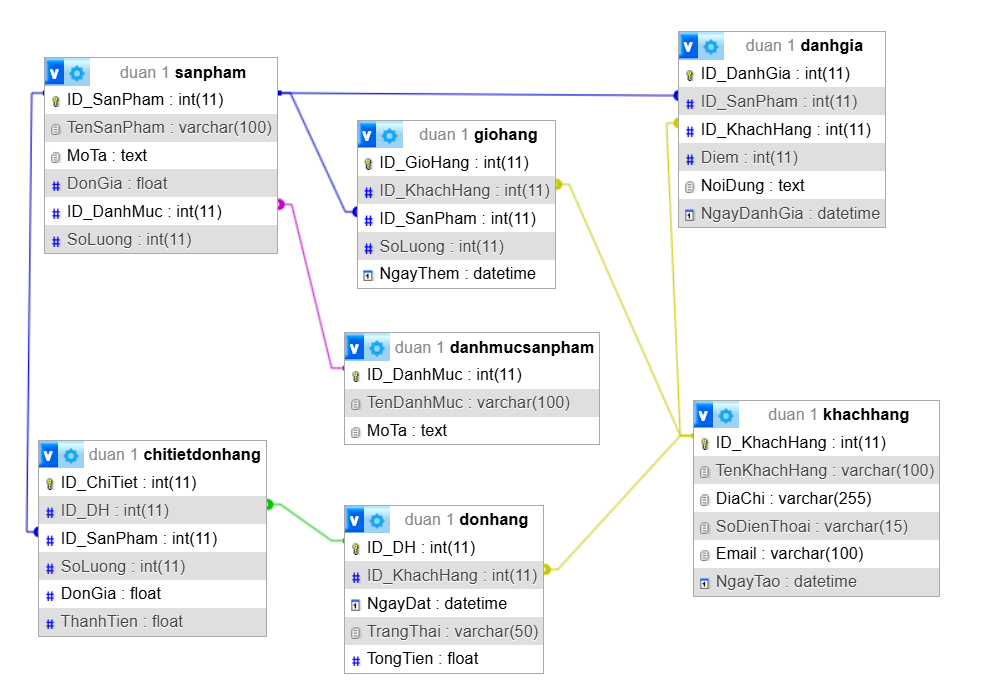 duan 1 sanpham
ID_SanPham : int(11)
TenSanPham : varchar(100)
MoTa : text
DonGia : float
ID_DanhMuc : int(11)
SoLuong : int(11)
duan 1 giohang
ID_GioHang : int(11)
ID_KhachHang : int(11)
ID_SanPham : int(11)
SoLuong : int(11)
NgayThem : datetime
duan 1 danhgia
ID_DanhGia : int(11)
ID_SanPham : int(11)
ID_KhachHang : int(11)
Diem : int(11)
NoiDung : text
NgayDanhGia : datetime
duan 1 danhmucsanpham
ID_DanhMuc : int(11)
TenDanhMuc : varchar(100)
MoTa : text
duan 1 chitietdonhang
ID_ChiTiet : int(11)
ID_DH : int(11)
ID_SanPham : int(11)
SoLuong : int(11)
DonGia : float
ThanhTien : float
duan 1 donhang
ID_DH : int(11)
ID_KhachHang : int(11)
NgayDat : datetime
TrangThai : varchar(50)
TongTien : float
duan 1 khachhang
ID_KhachHang : int(11)
TenKhachHang : varchar(100)
DiaChi : varchar(255)
SoDienThoai : varchar(15)
Email : varchar(100)
NgayTao : datetime